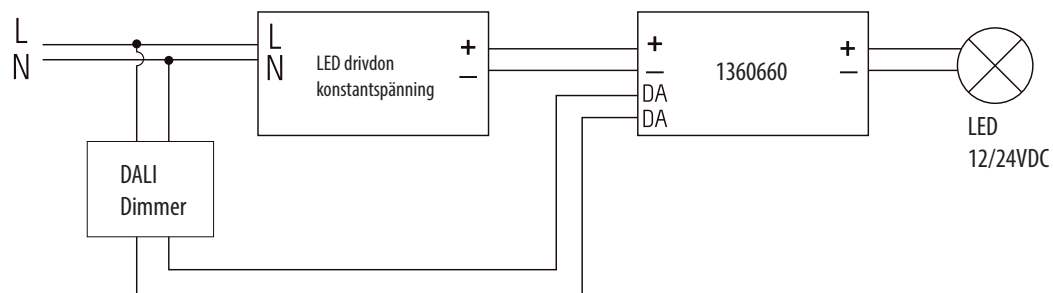 L
N
L
N
LED drivdon
konstantspänning
+
–
+
–
DA
DA
1360660
+
–
LED
12/24VDC
DALI
Dimmer